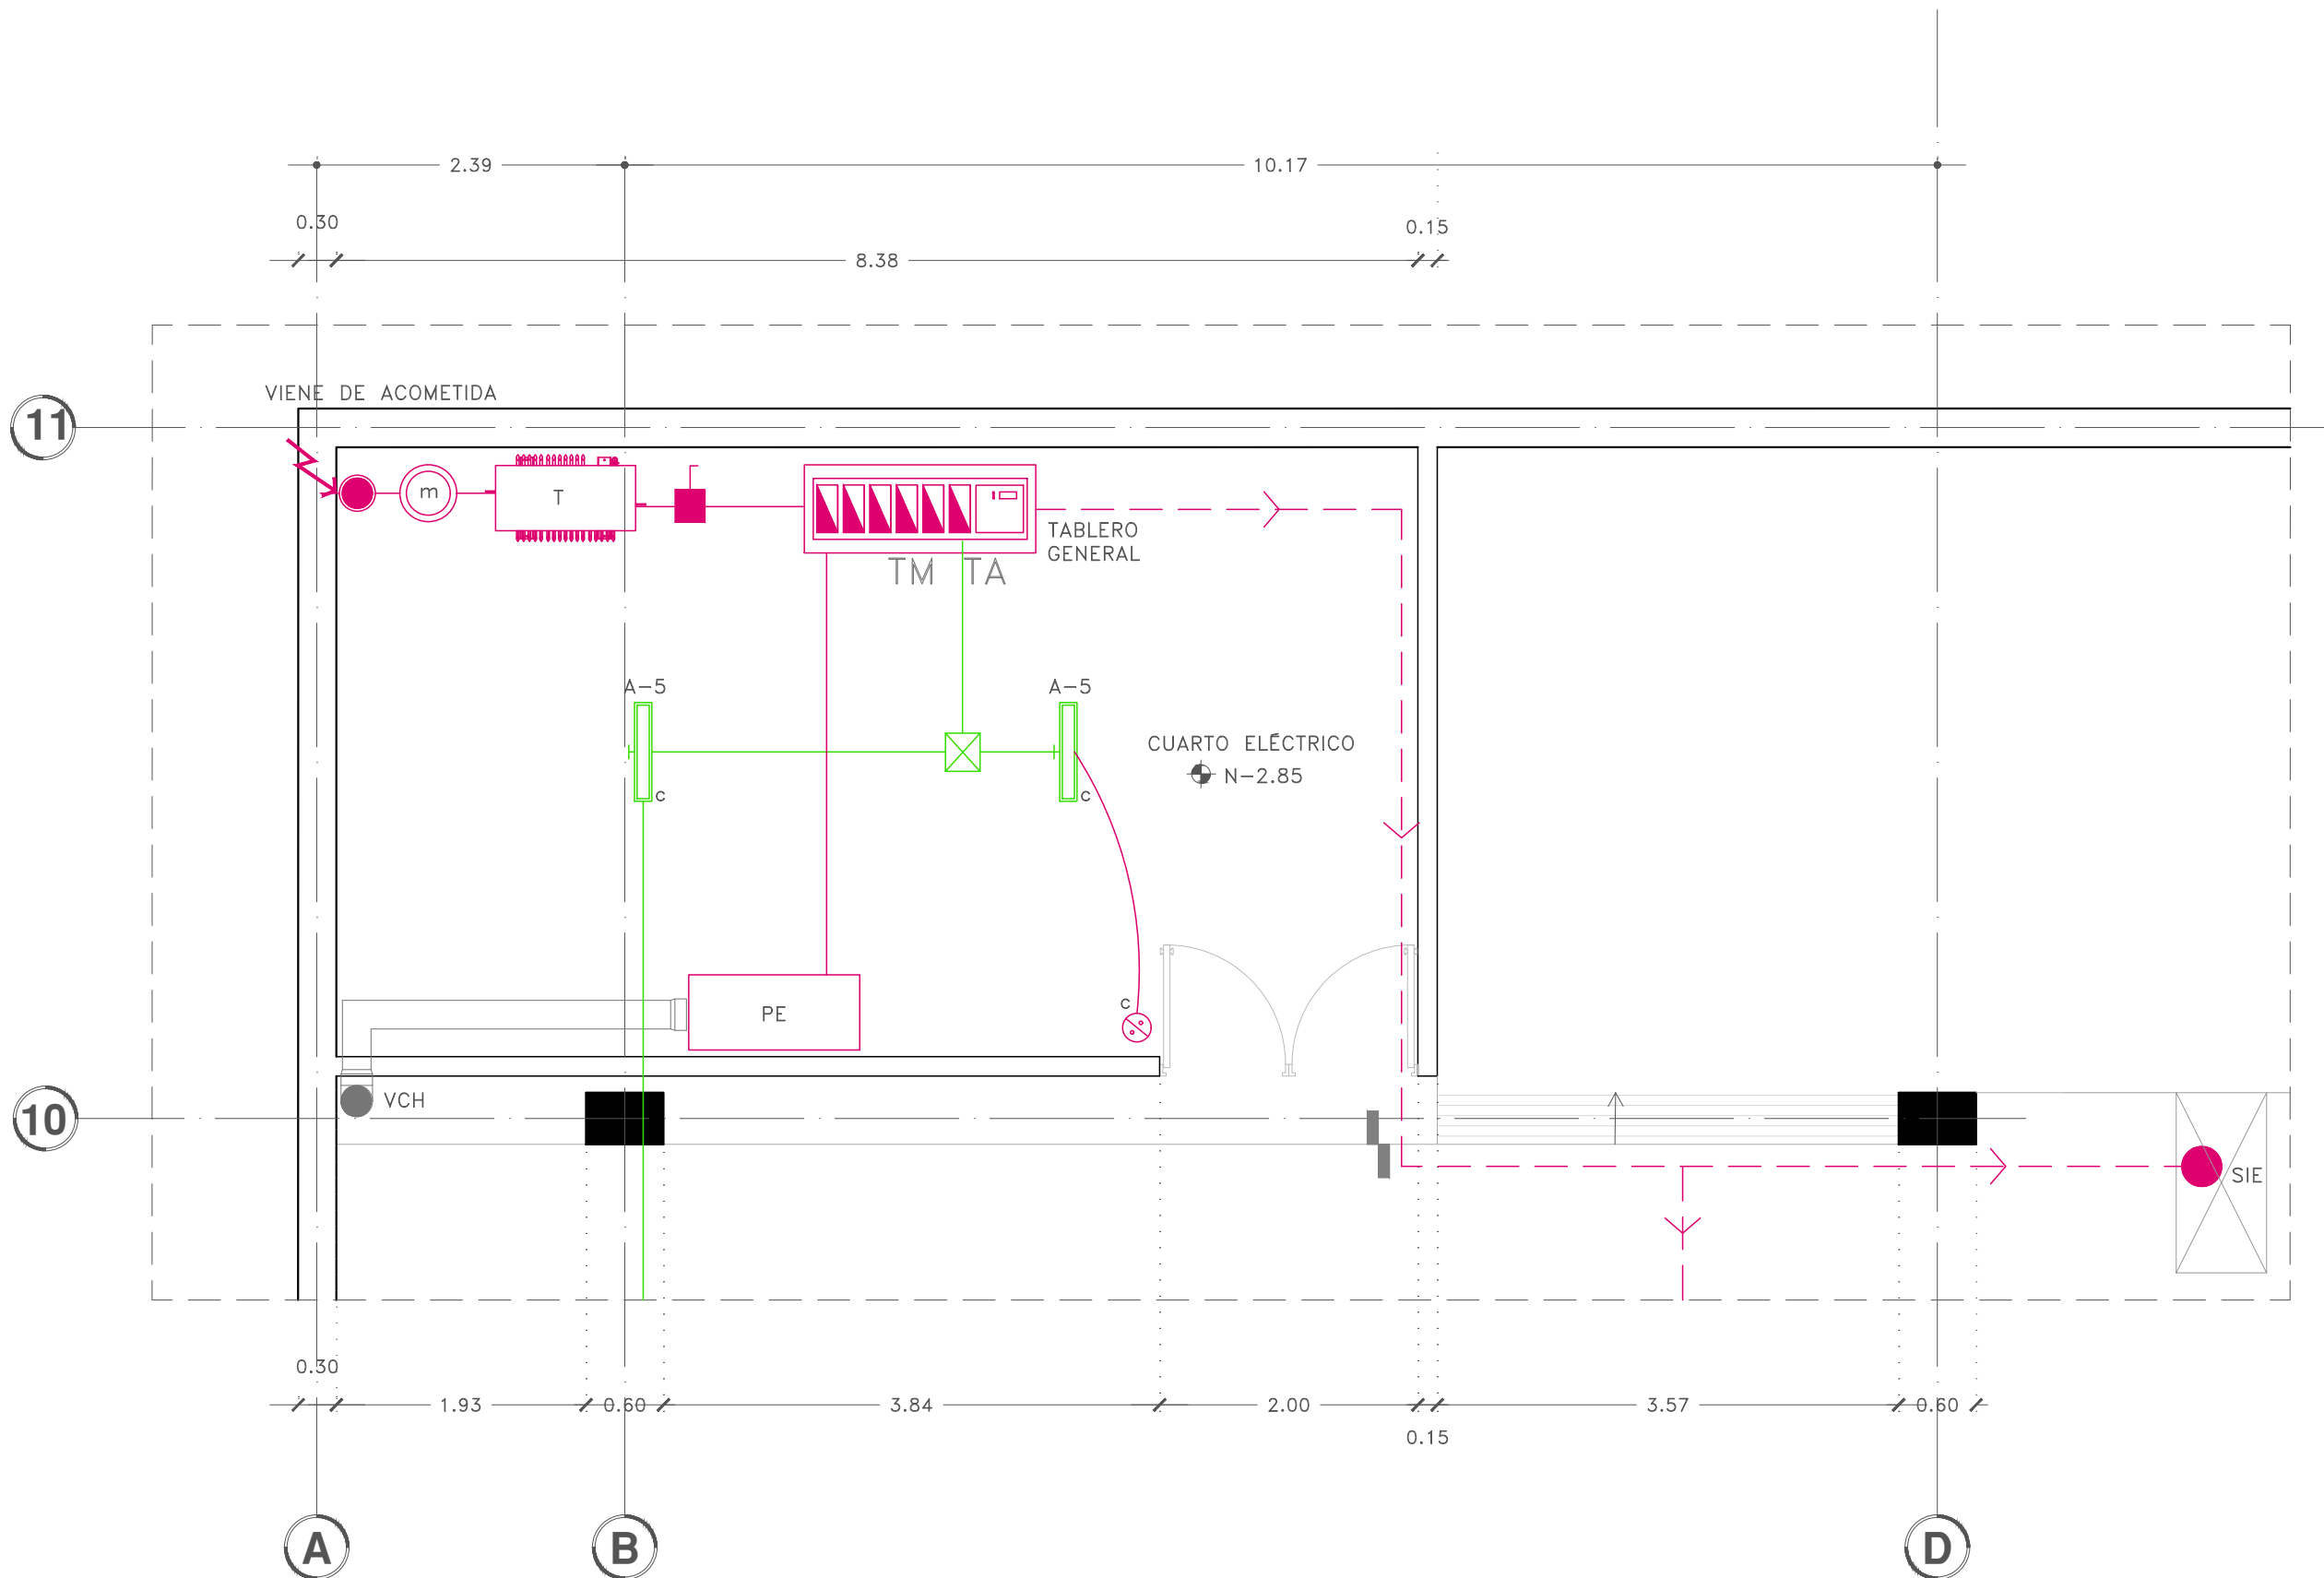 2.39
10.17
0.30
0.15
8.38
VIENE DE ACOMETIDA
11
m
T
TABLERO
GENERAL
TM TA
A-5
A-5
CUARTO ELÉCTRICO
N-2.85
c
c
c
PE
VCH
10
SIE
0.30
1.93
0.60
3.84
2.00
3.57
0.60
0.15
A
B
D